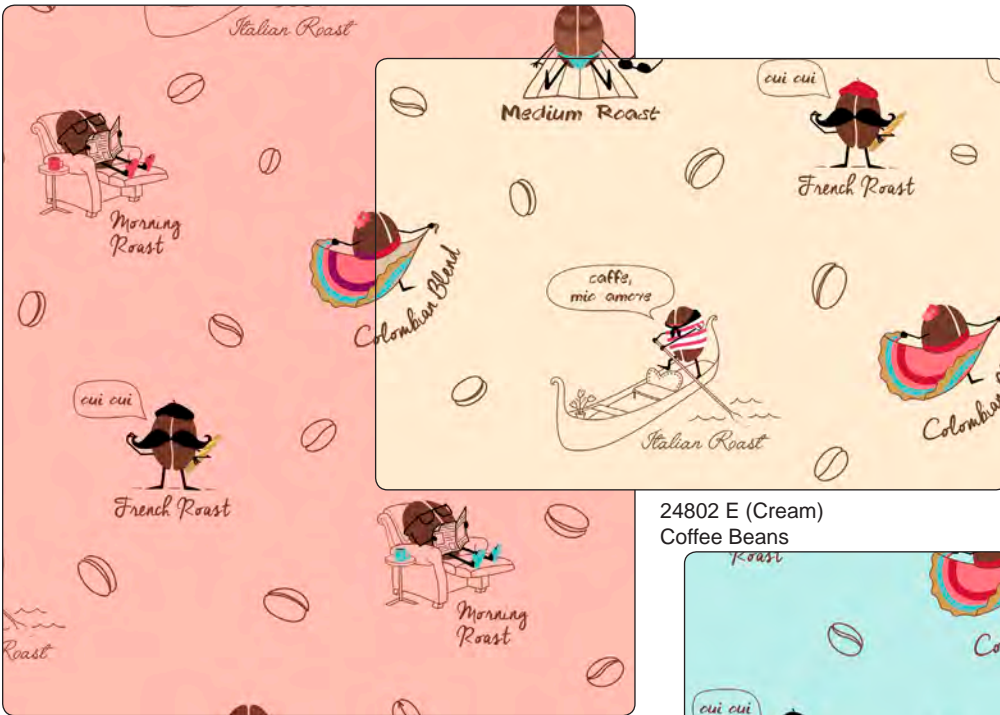 Italian Roast
Morning
Roast
Colombian Blend
oui oui
French Roast
Morning
Roast
Roast
Medium Roast
oui oui
French Roast
caffe,
mio amore
Italian Roast
Colombian
24802 E (Cream)
Coffee Beans
Roast
Co
oui oui